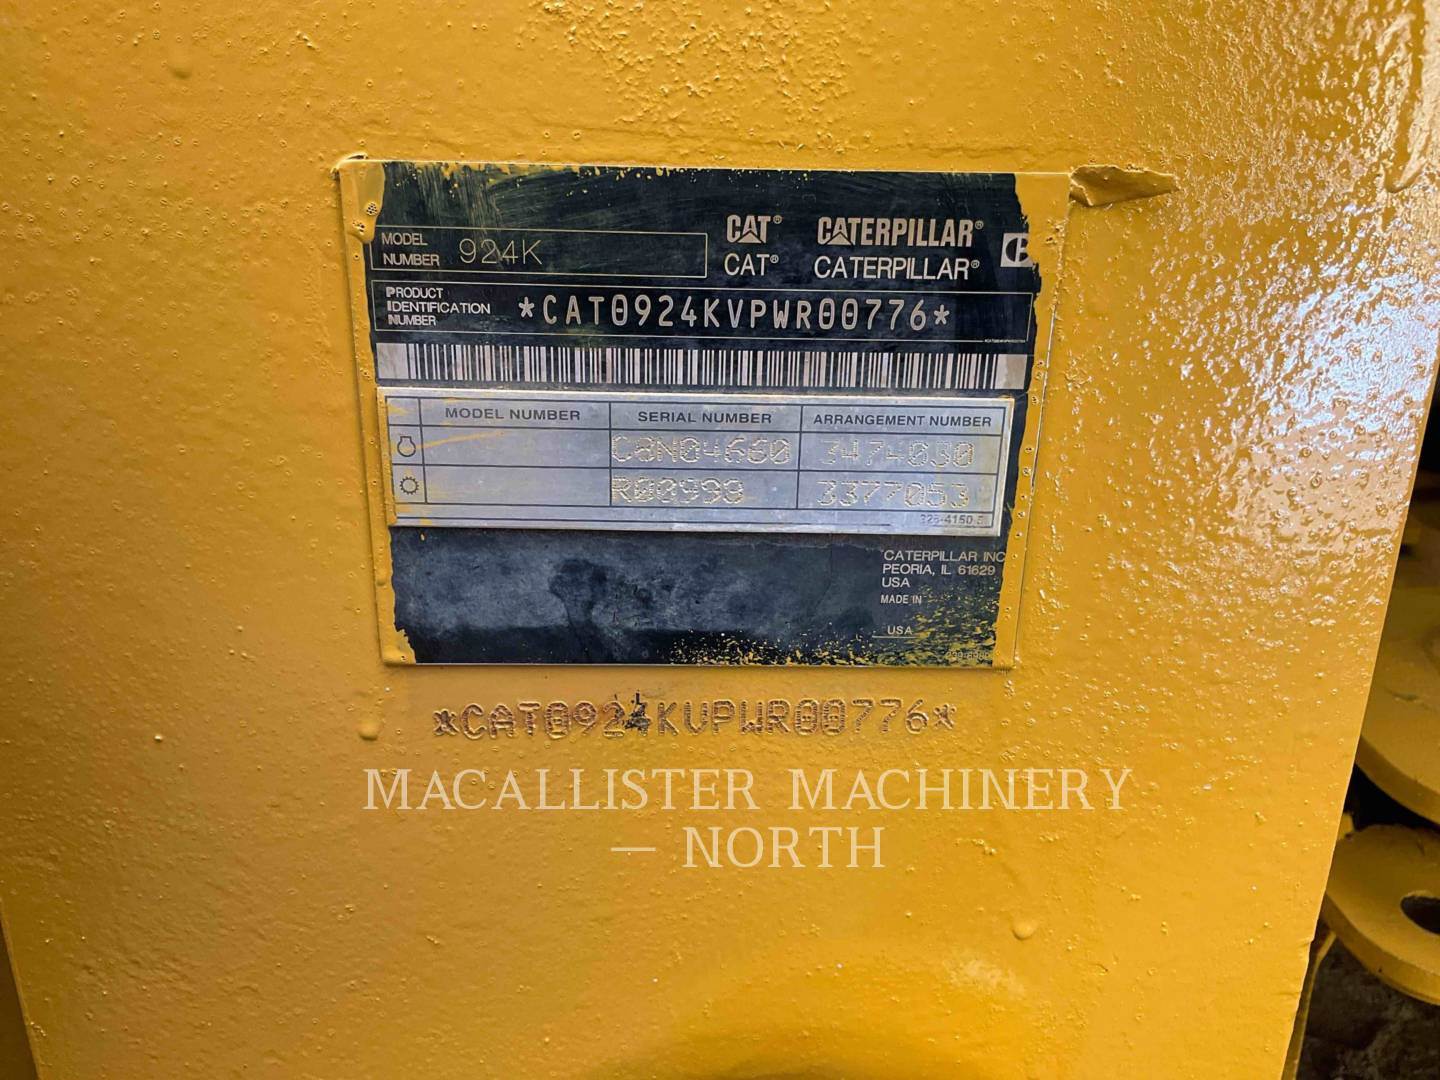 MODEL
NUMBER 924K
CAT® CATERPILLAR®
CAT® CATERPILLAR®
PRODUCT
IDENTIFICATION
NUMBER *CAT0924KVPWR00776*
MODEL NUMBER SERIAL NUMBER ARRANGEMENT NUMBER
C8N04660 3474030
R00990 3377053
CATERPILLAR INC
PEORIA, IL 61629
USA
MADE IN
USA
*CAT0924KVPWR00776*
MACALLISTER MACHINERY
— NORTH